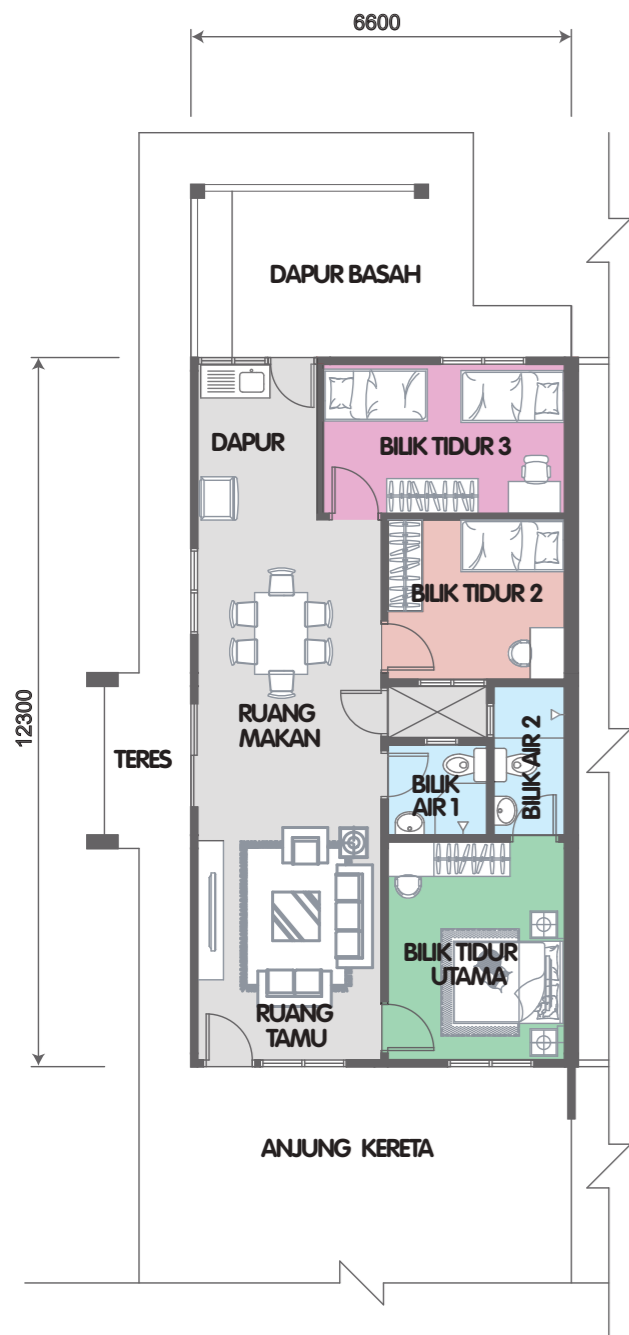 6600
DAPUR BASAH
DAPUR
BILIK TIDUR 3
BILIK TIDUR 2
12300
RUANG
MAKAN
TERES
BILIK
AIR 1
BILIK AIR 2
BILIK TIDUR
UTAMA
RUANG
TAMU
ANJUNG KERETA